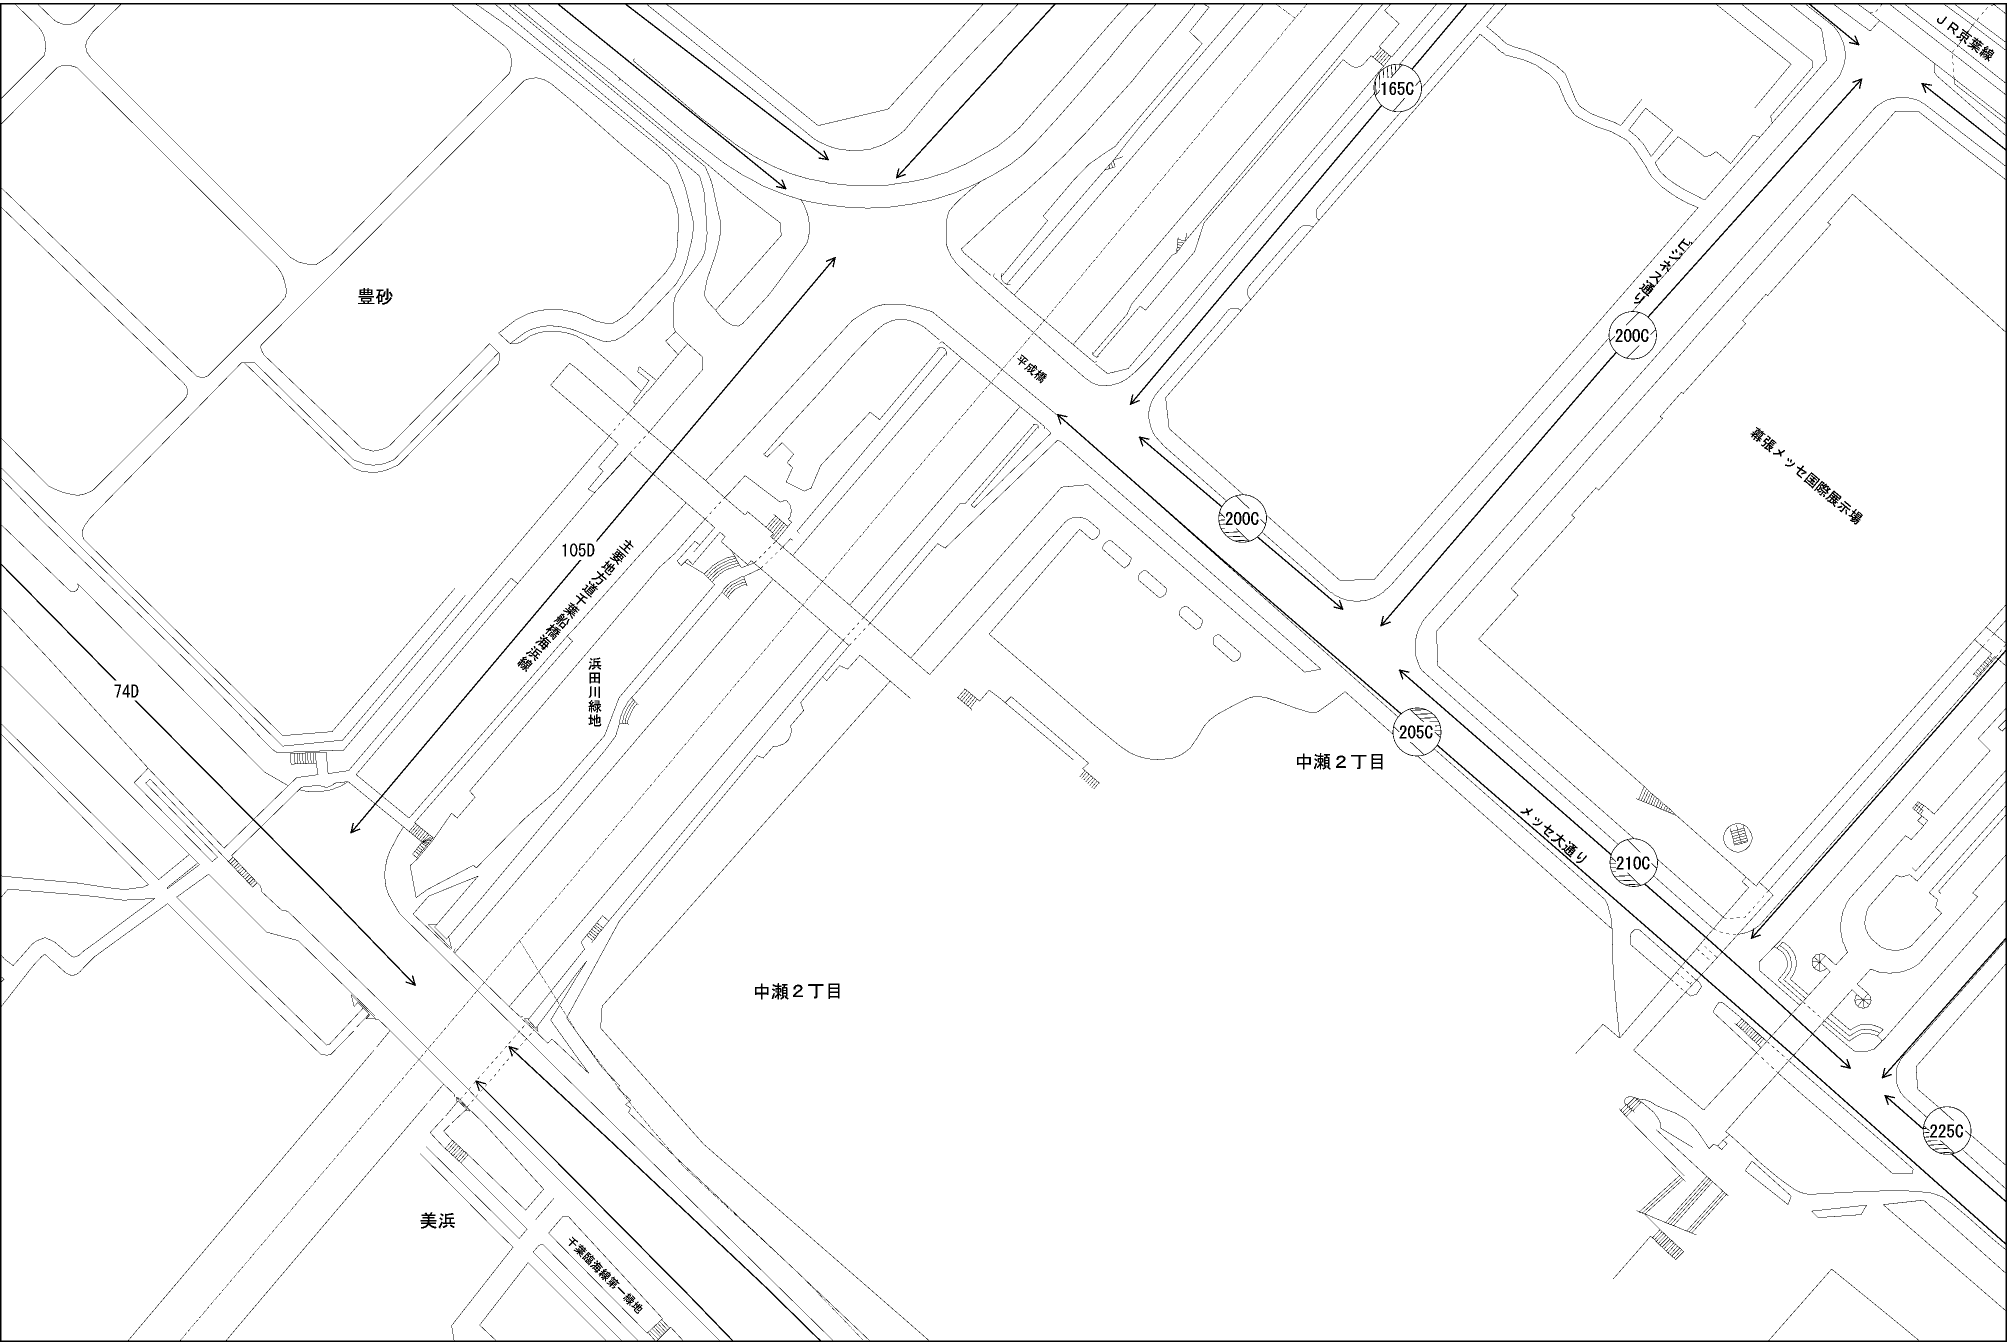 JR京葉線
165C
ビジネス通り
豊砂
200C
平成橋
幕張メッセ国際展示場
200C
105D
主要地方道千葉船橋海浜線
浜田川緑地
74D
205C
中瀬2丁目
メッセ大通り
210C
中瀬2丁目
225C
美浜
千葉臨海線第一緑地